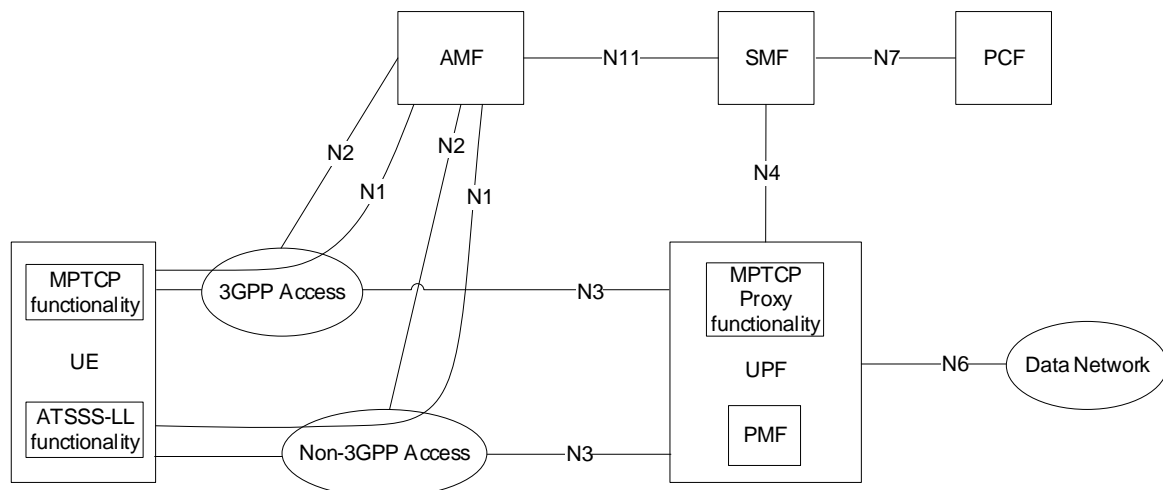 AMF
N11
SMF
N7
PCF
N2
N2
N1
N1
N4
MPTCP
functionality
3GPP Access
N3
MPTCP
Proxy
functionality
UE
UPF
N6
Data Network
ATSSS-LL
functionality
Non-3GPP Access
N3
PMF